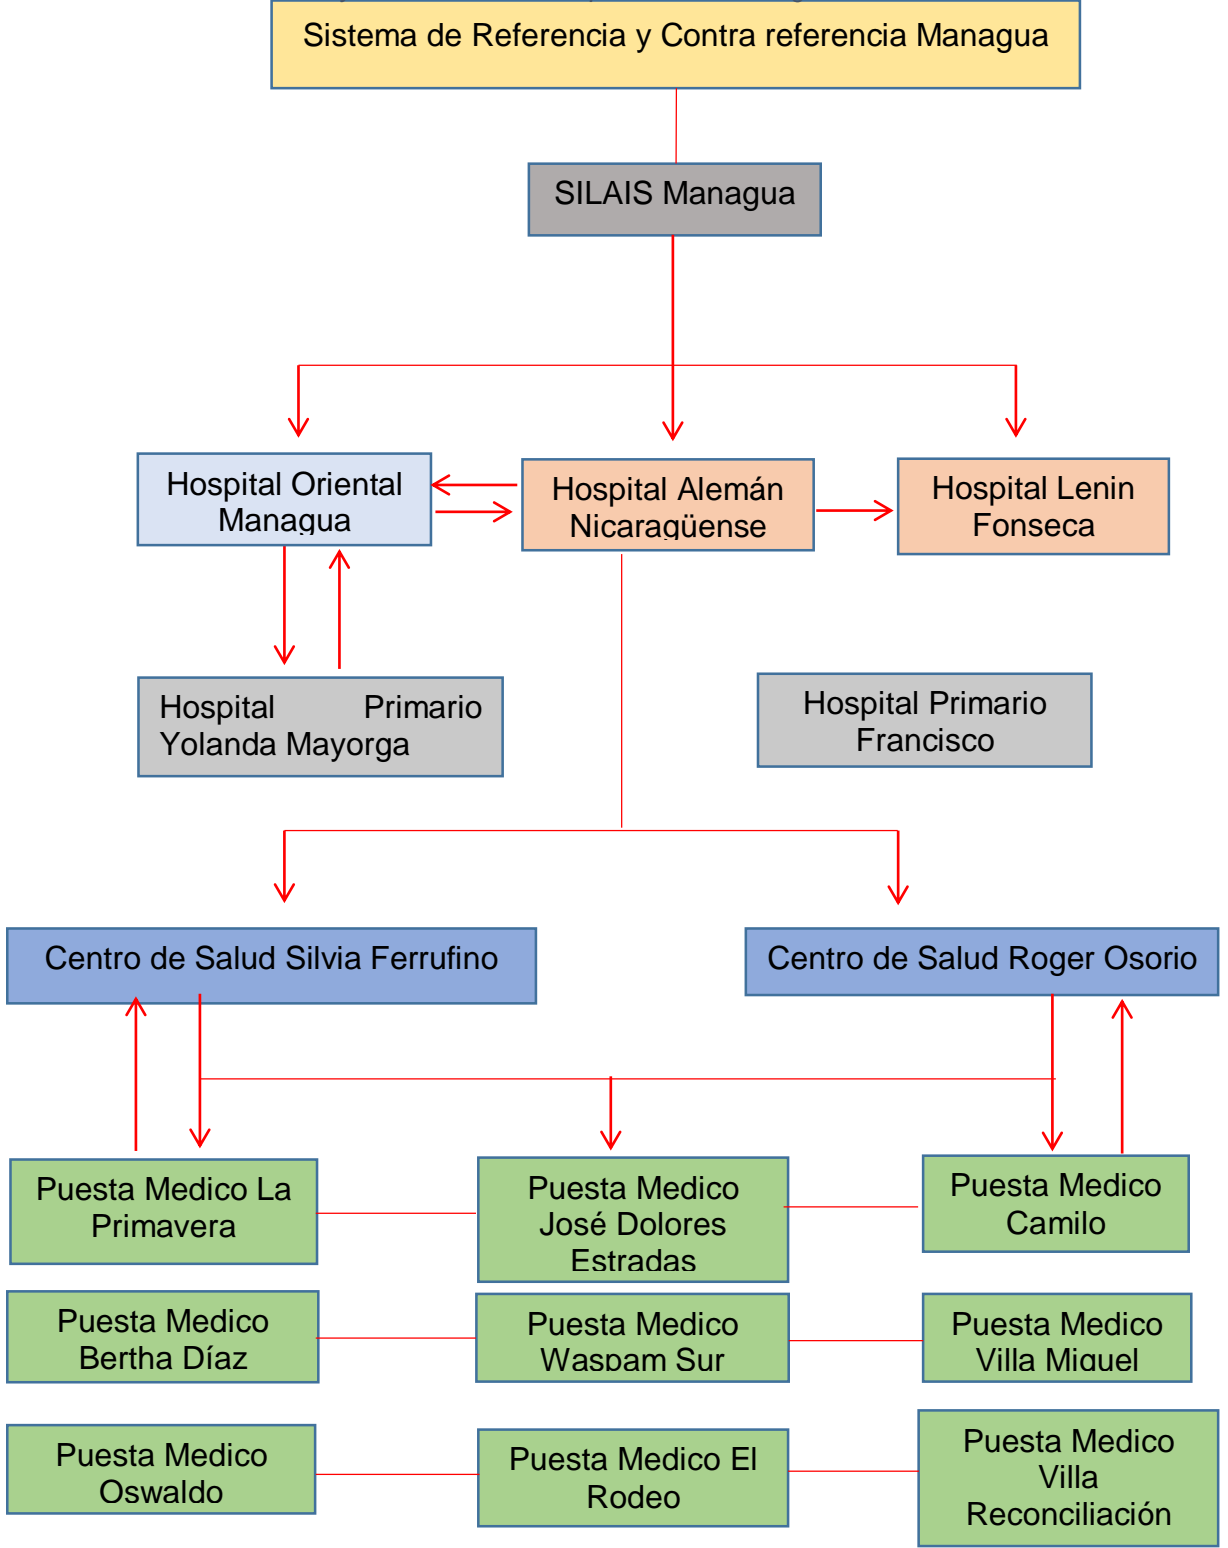 Sistema de Referencia y Contra referencia Managua
SILAIS Managua
Hospital Oriental
Managua
Hospital Alemán
Nicaragüense
Hospital Lenin
Fonseca
Hospital Primario
Yolanda Mayorga
Hospital Primario
Francisco
Centro de Salud Silvia Ferrufino
Centro de Salud Roger Osorio
Puesta Medico La
Primavera
Puesta Medico
José Dolores
Estradas
Puesta Medico
Camilo
Puesta Medico
Bertha Díaz
Puesta Medico
Waspam Sur
Puesta Medico
Villa Miguel
Puesta Medico
Oswaldo
Puesta Medico El
Rodeo
Puesta Medico
Villa
Reconciliación